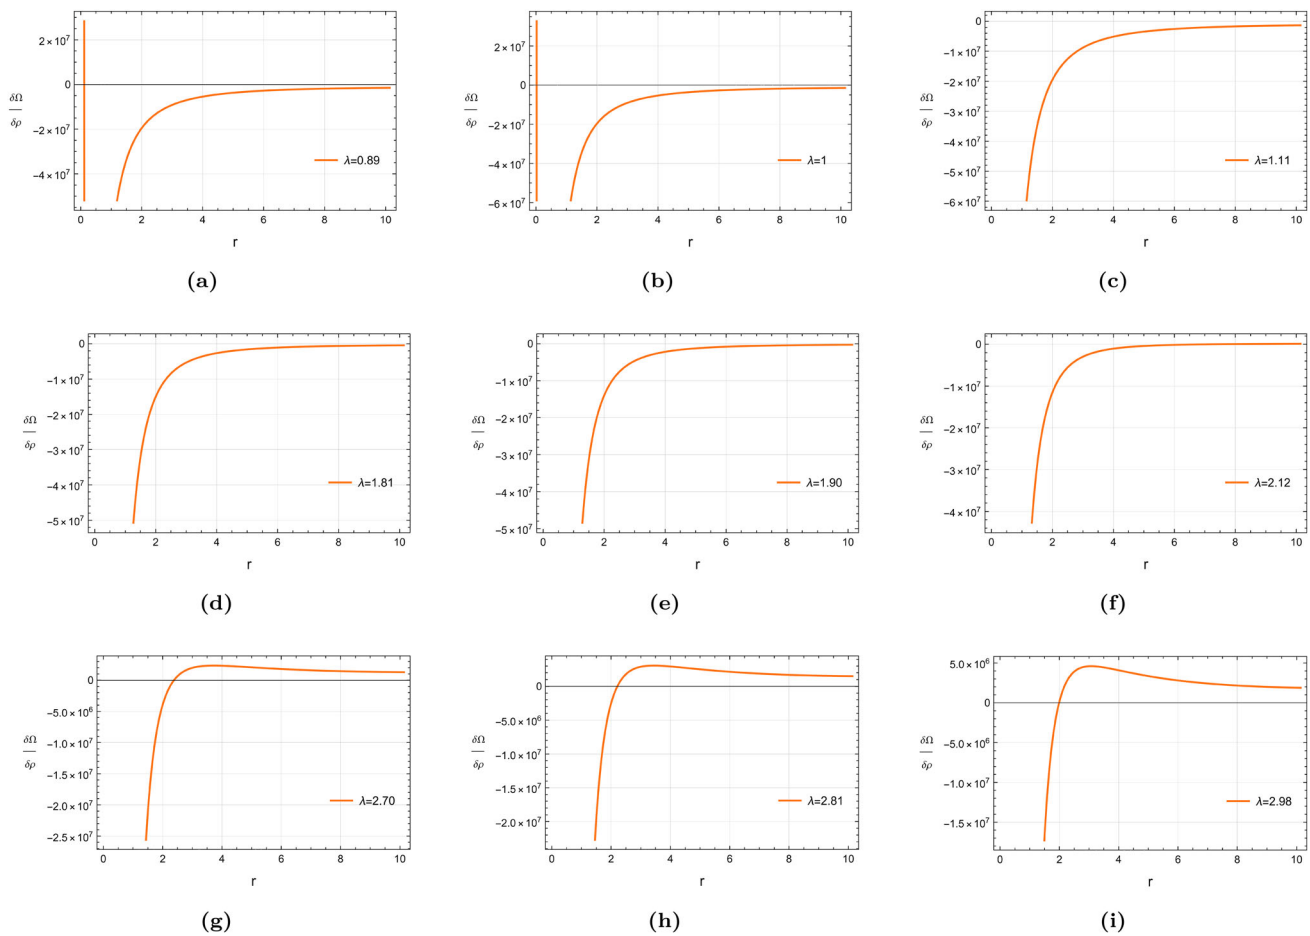 2×10⁷
0
−2×10⁷
−4×10⁷
δΩ
δρ
λ=0.89
0 2 4 6 8 10
r
(a)
2×10⁷
0
−2×10⁷
−4×10⁷
−6×10⁷
δΩ
δρ
λ=1
0 2 4 6 8 10
r
(b)
0
−1×10⁷
−2×10⁷
−3×10⁷
−4×10⁷
−5×10⁷
−6×10⁷
δΩ
δρ
λ=1.11
0 2 4 6 8 10
r
(c)
0
−1×10⁷
−2×10⁷
−3×10⁷
−4×10⁷
−5×10⁷
δΩ
δρ
λ=1.81
0 2 4 6 8 10
r
(d)
0
−1×10⁷
−2×10⁷
−3×10⁷
−4×10⁷
−5×10⁷
δΩ
δρ
λ=1.90
0 2 4 6 8 10
r
(e)
0
−1×10⁷
−2×10⁷
−3×10⁷
−4×10⁷
δΩ
δρ
λ=2.12
0 2 4 6 8 10
r
(f)
0
−5.0×10⁶
−1.0×10⁷
−1.5×10⁷
−2.0×10⁷
−2.5×10⁷
δΩ
δρ
λ=2.70
0 2 4 6 8 10
r
(g)
0
−5.0×10⁶
−1.0×10⁷
−1.5×10⁷
−2.0×10⁷
δΩ
δρ
λ=2.81
0 2 4 6 8 10
r
(h)
5.0×10⁶
0
−5.0×10⁶
−1.0×10⁷
−1.5×10⁷
δΩ
δρ
λ=2.98
0 2 4 6 8 10
r
(i)